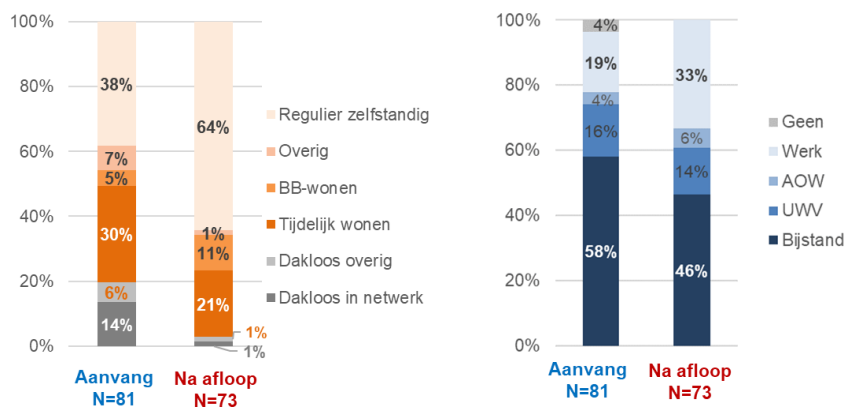 100%
80%
60%
40%
20%
0%
38%
7%
5%
30%
6%
14%
64%
1%
11%
21%
1%
1%
Aanvang
N=81
Na afloop
N=73
Regulier zelfstandig
Overig
BB-wonen
Tijdelijk wonen
Dakloos overig
Dakloos in netwerk
100%
80%
60%
40%
20%
0%
4%
19%
4%
16%
58%
33%
6%
14%
46%
Aanvang
N=81
Na afloop
N=73
Geen
Werk
AOW
UWV
Bijstand